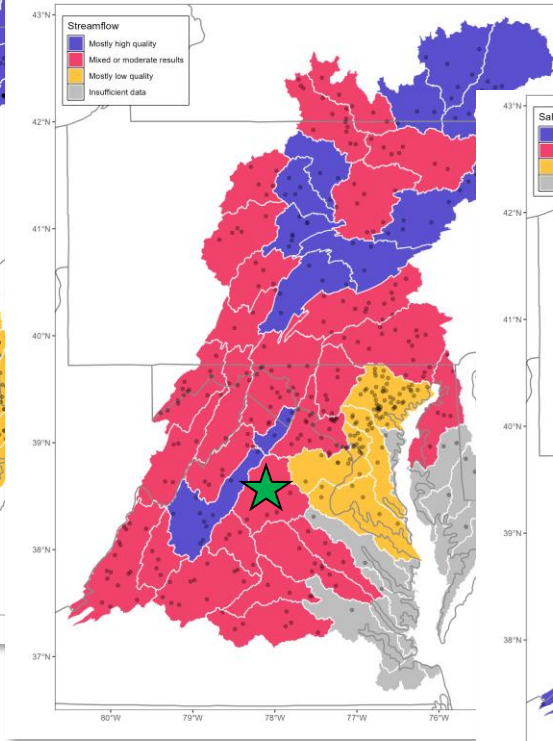 Streamflow
Mostly high quality
Mixed or moderate results
Mostly low quality
Insufficient data
43°N
42°N
41°N
40°N
39°N
38°N
37°N
80°W
79°W
78°W
77°W
76°W
43°N
Sal
42°N
41°N
40°N
39°N
38°N